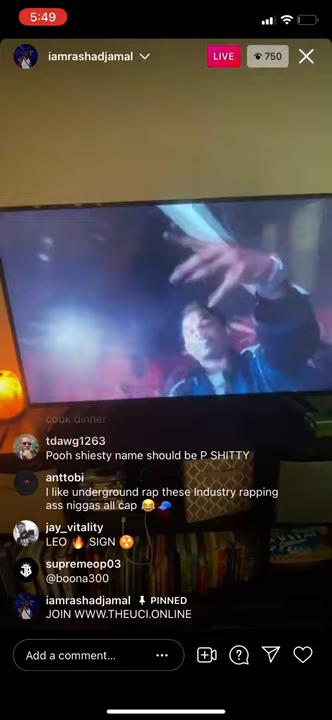 5:49
iamrashadjamal
LIVE
750
cook dinner
tdawg1263
Pooh shiesty name should be P SHITTY
anttobi
I like underground rap these Industry rapping
ass niggas all cap 😂🧢
jay_vitality
LEO 🔥 SIGN ☢️
supremeop03
@boona300
iamrashadjamal 📌 PINNED
JOIN WWW.THEUCI.ONLINE
Add a comment...